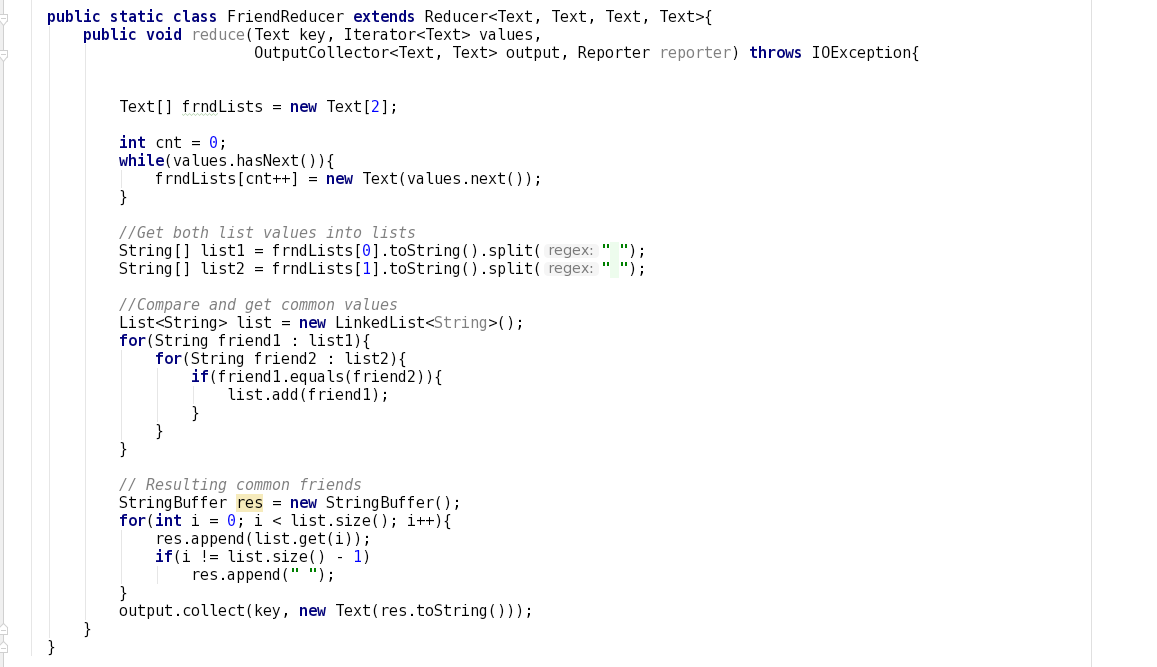 public static class FriendReducer extends Reducer<Text, Text, Text, Text>{
    public void reduce(Text key, Iterator<Text> values,
                       OutputCollector<Text, Text> output, Reporter reporter) throws IOException{
        Text[] frndLists = new Text[2];
        int cnt = 0;
        while(values.hasNext()){
            frndLists[cnt++] = new Text(values.next());
        }
        //Get both list values into lists
        String[] list1 = frndLists[0].toString().split( regex: " ");
        String[] list2 = frndLists[1].toString().split( regex: " ");
        //Compare and get common values
        List<String> list = new LinkedList<String>();
        for(String friend1 : list1){
            for(String friend2 : list2){
                if(friend1.equals(friend2)){
                    list.add(friend1);
                }
            }
        }
        // Resulting common friends
        StringBuffer res = new StringBuffer();
        for(int i = 0; i < list.size(); i++){
            res.append(list.get(i));
            if(i != list.size() - 1)
                res.append(" ");
        }
        output.collect(key, new Text(res.toString()));
    }
}